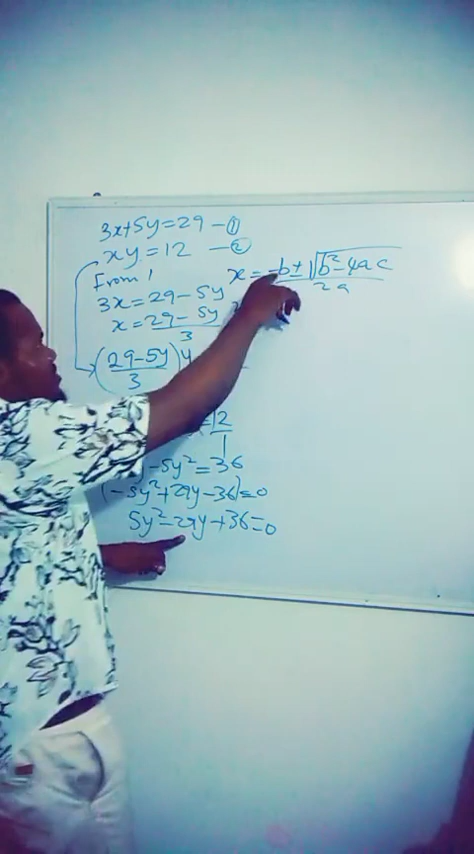 3x+5y=29 —①
xy=12 —②
From 1
3x=29-5y
x=29-5y
3
x=-b±√b²-4ac
2a
(29-5y)y
3
=12
1
y-5y²=36
(-5y²+29y-36)=0
5y²-29y+36=0